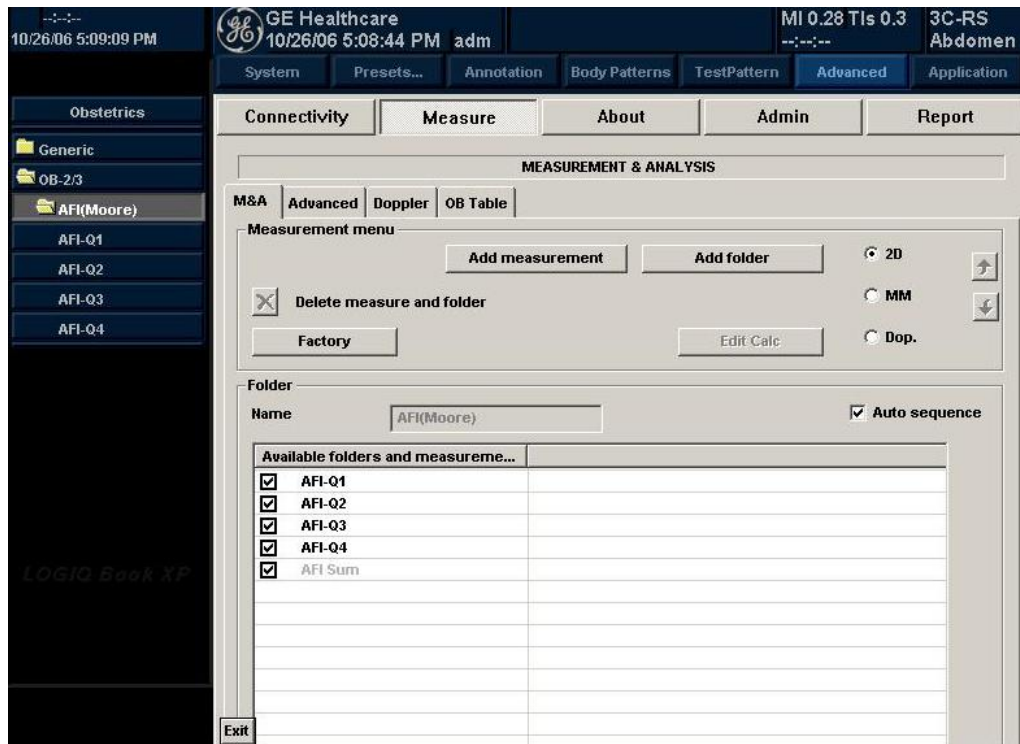 --:--:--
10/26/06 5:09:09 PM
GE Healthcare
10/26/06 5:08:44 PM adm
MI 0.28 TIs 0.3
--:--:--
3C-RS
Abdomen
System Presets... Annotation Body Patterns TestPattern Advanced Application
Connectivity Measure About Admin Report
Obstetrics
Generic
OB-2/3
AFI(Moore)
AFI-Q1
AFI-Q2
AFI-Q3
AFI-Q4
LOGIQ Book XP
MEASUREMENT & ANALYSIS
M&A Advanced Doppler OB Table
Measurement menu
Add measurement Add folder 2D
Delete measure and folder MM
Factory Edit Calc Dop.
Folder
Name AFI(Moore) Auto sequence
Available folders and measureme...
AFI-Q1
AFI-Q2
AFI-Q3
AFI-Q4
AFI Sum
Exit